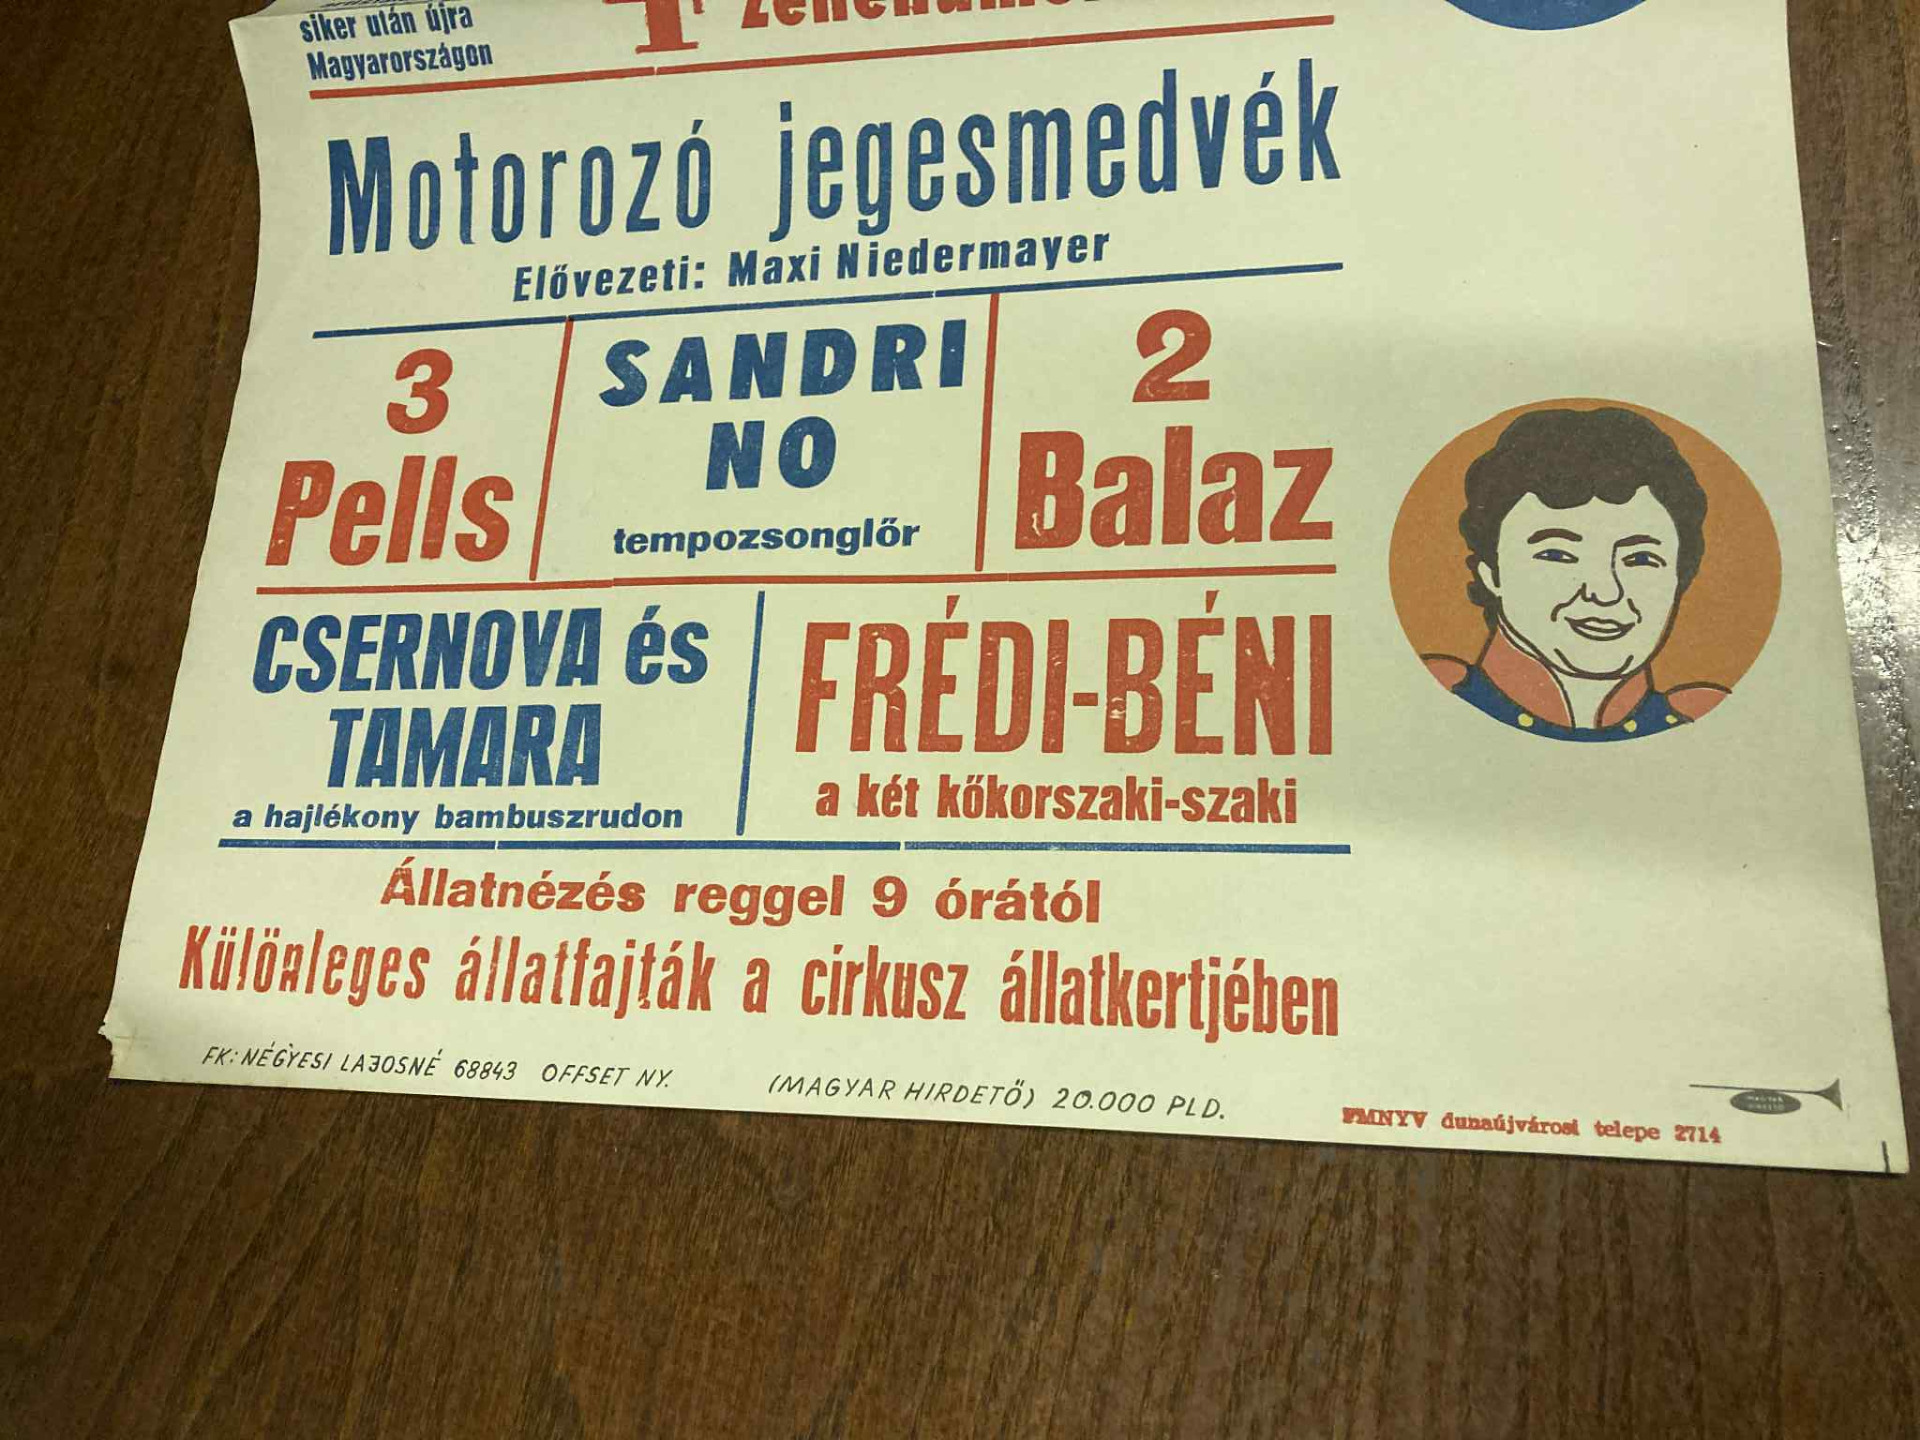 siker után újra
Magyarországon
Motorozó jegesmedvék
Elővezeti: Maxi Niedermayer
3
Pells
SANDRI
NO
tempozsonglőr
2
Balaz
CSERNOVA és
TAMARA
a hajlékony bambuszrudon
FRÉDI-BÉNI
a két kőkorszaki-szaki
Állatnézés reggel 9 órától
Különleges állatfajták a cirkusz állatkertjében
FK: NÉGYESI LAJOSNÉ 68843 OFFSET NY.
(MAGYAR HIRDETŐ) 20.000 PLD.
FMNYV dunaújvárosi telepe 2714